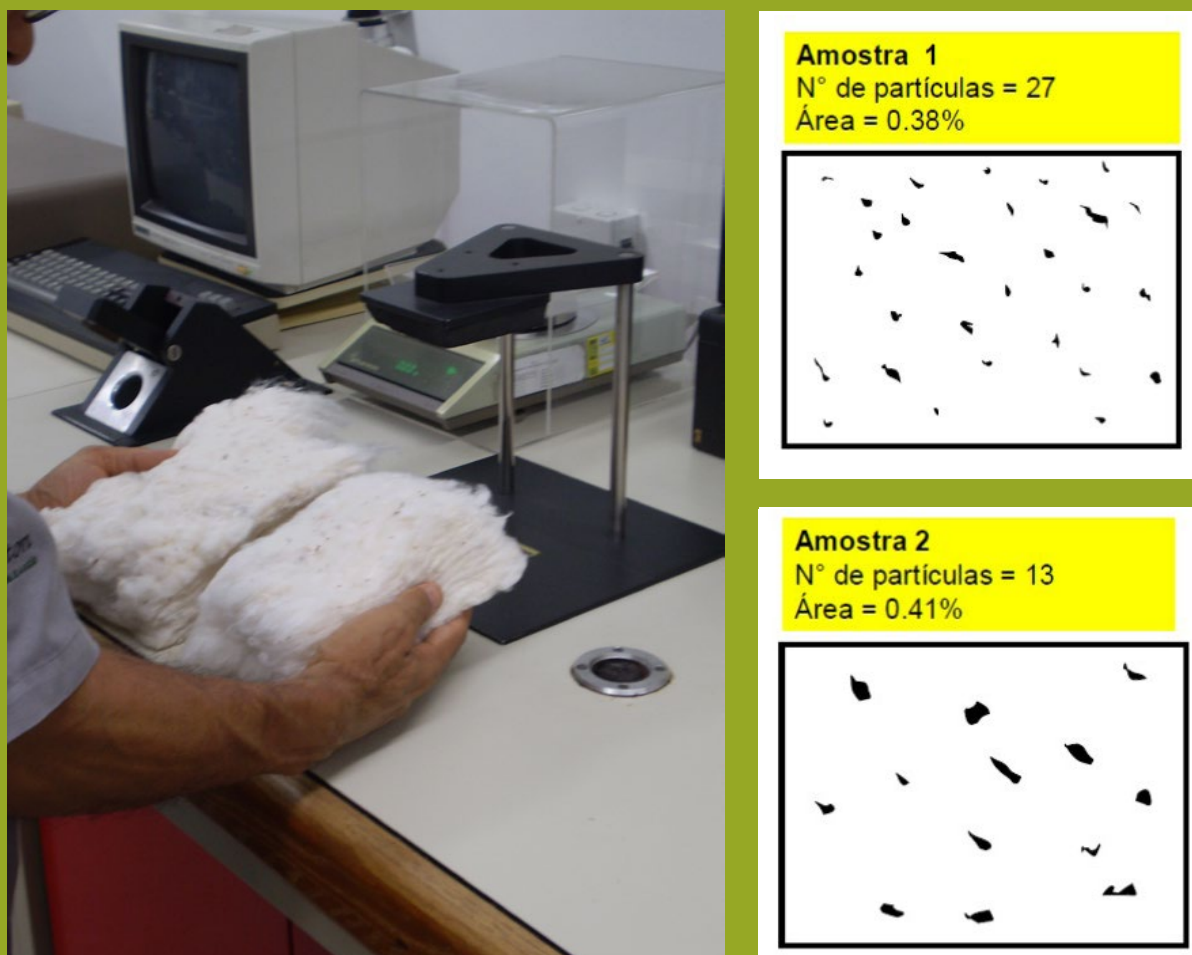 Amostra 1
N° de partículas = 27
Área = 0.38%
Amostra 2
N° de partículas = 13
Área = 0.41%